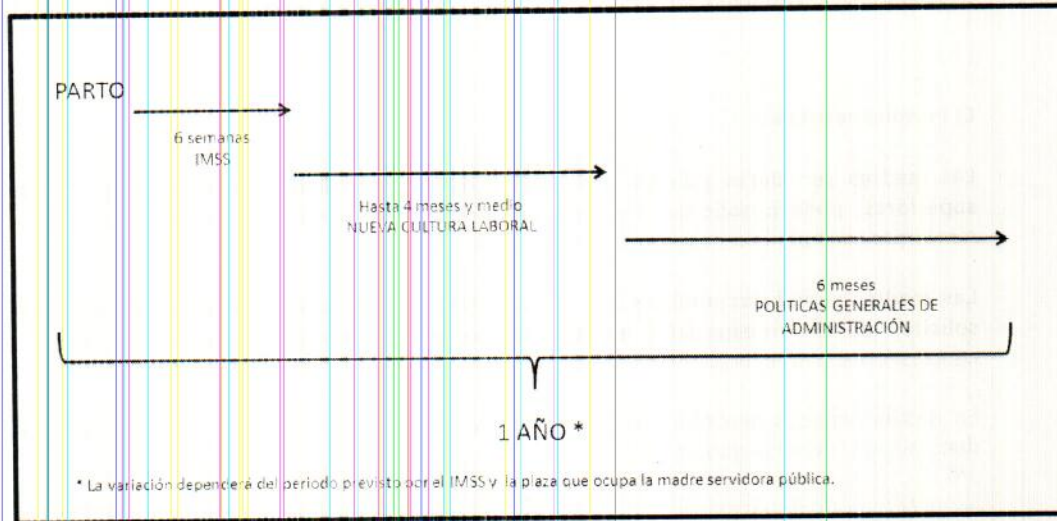 PARTO
6 semanas
IMSS
Hasta 4 meses y medio
NUEVA CULTURA LABORAL
6 meses
POLITICAS GENERALES DE
ADMINISTRACIÓN
1 AÑO *
* La variación dependerá del periodo previsto por el IMSS y la plaza que ocupa la madre servidora pública.